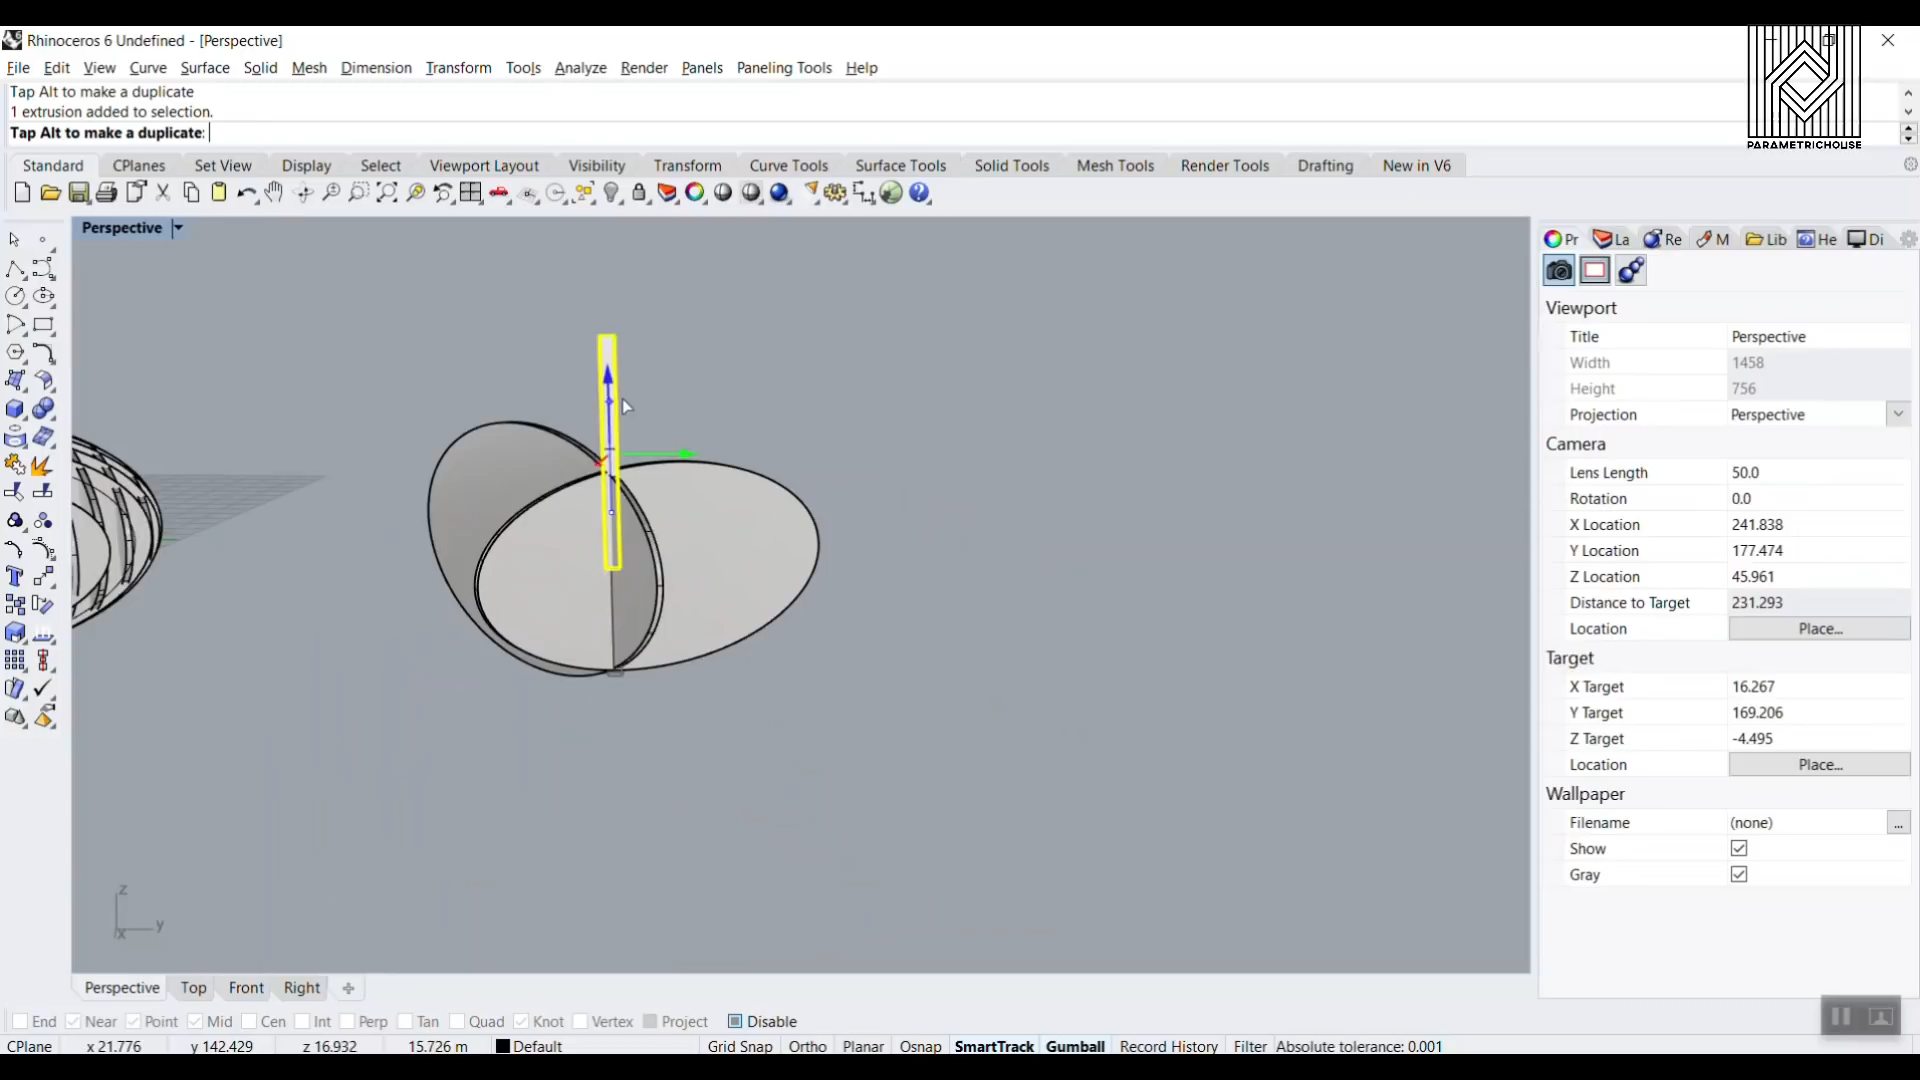 Rhinoceros 6 Undefined - [Perspective]
File Edit View Curve Surface Solid Mesh Dimension Transform Tools Analyze Render Panels Paneling Tools Help
Tap Alt to make a duplicate
1 extrusion added to selection.
Tap Alt to make a duplicate:
PARAMETRICHOUSE
Standard CPlanes Set View Display Select Viewport Layout Visibility Transform Curve Tools Surface Tools Solid Tools Mesh Tools Render Tools Drafting New in V6
Perspective
Pr La Re M Lib He Di
Viewport
Title Perspective
Width 1458
Height 756
Projection Perspective
Camera
Lens Length 50.0
Rotation 0.0
X Location 241.838
Y Location 177.474
Z Location 45.961
Distance to Target 231.293
Location Place...
Target
X Target 16.267
Y Target 169.206
Z Target -4.495
Location Place...
Wallpaper
Filename (none) ...
Show
Gray
z
y
x
Perspective Top Front Right
End Near Point Mid Cen Int Perp Tan Quad Knot Vertex Project Disable
CPlane x 21.776 y 142.429 z 16.932 15.726 m Default Grid Snap Ortho Planar Osnap SmartTrack Gumball Record History Filter Absolute tolerance: 0.001